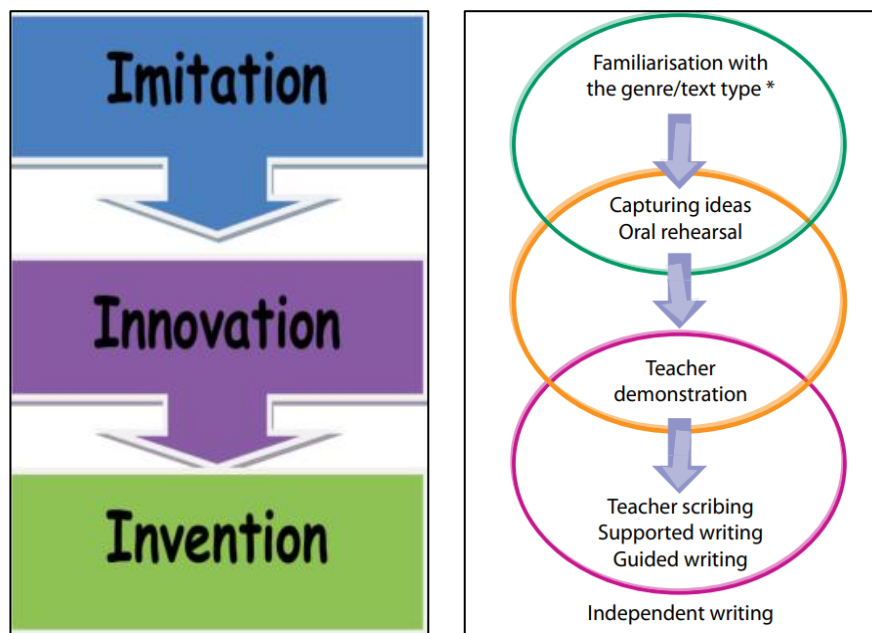 Imitation
Innovation
Invention
Familiarisation with
the genre/text type *
Capturing ideas
Oral rehearsal
Teacher
demonstration
Teacher scribing
Supported writing
Guided writing
Independent writing